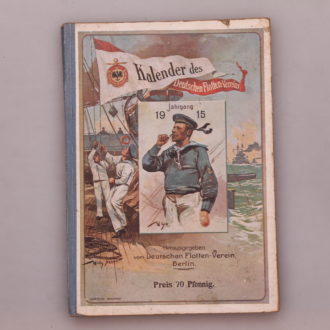 Kalender des
Deutschen Flotten-Vereins
Jahrgang
1915
Herausgegeben
vom Deutschen Flotten-Verein,
Berlin.
Preis 70 Pfennig.